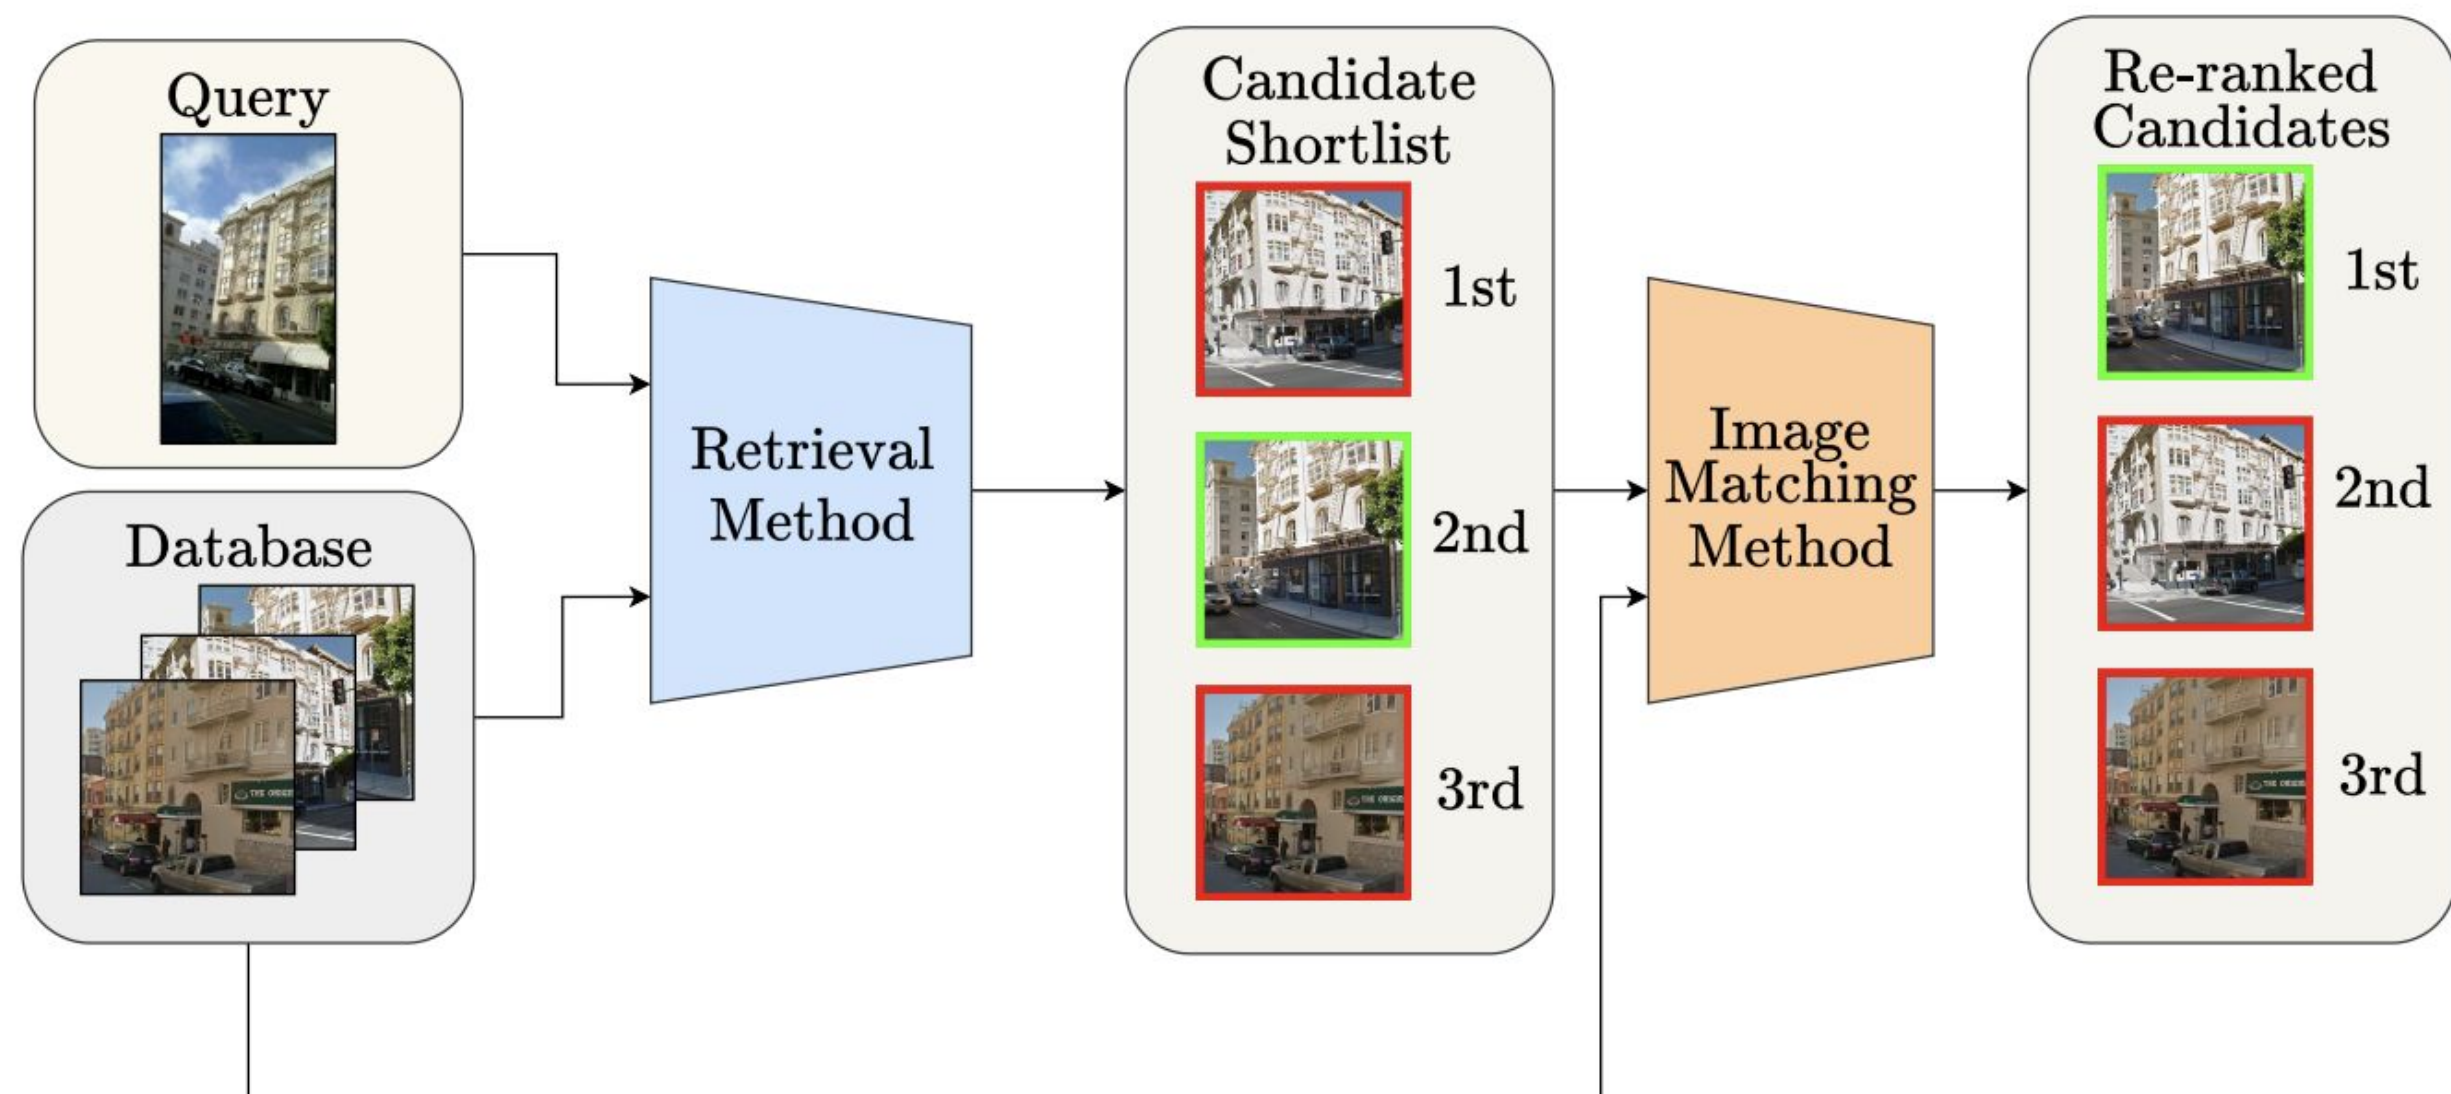 Query
Database
Retrieval
Method
Candidate
Shortlist
1st
2nd
3rd
Image
Matching
Method
Re-ranked
Candidates
1st
2nd
3rd